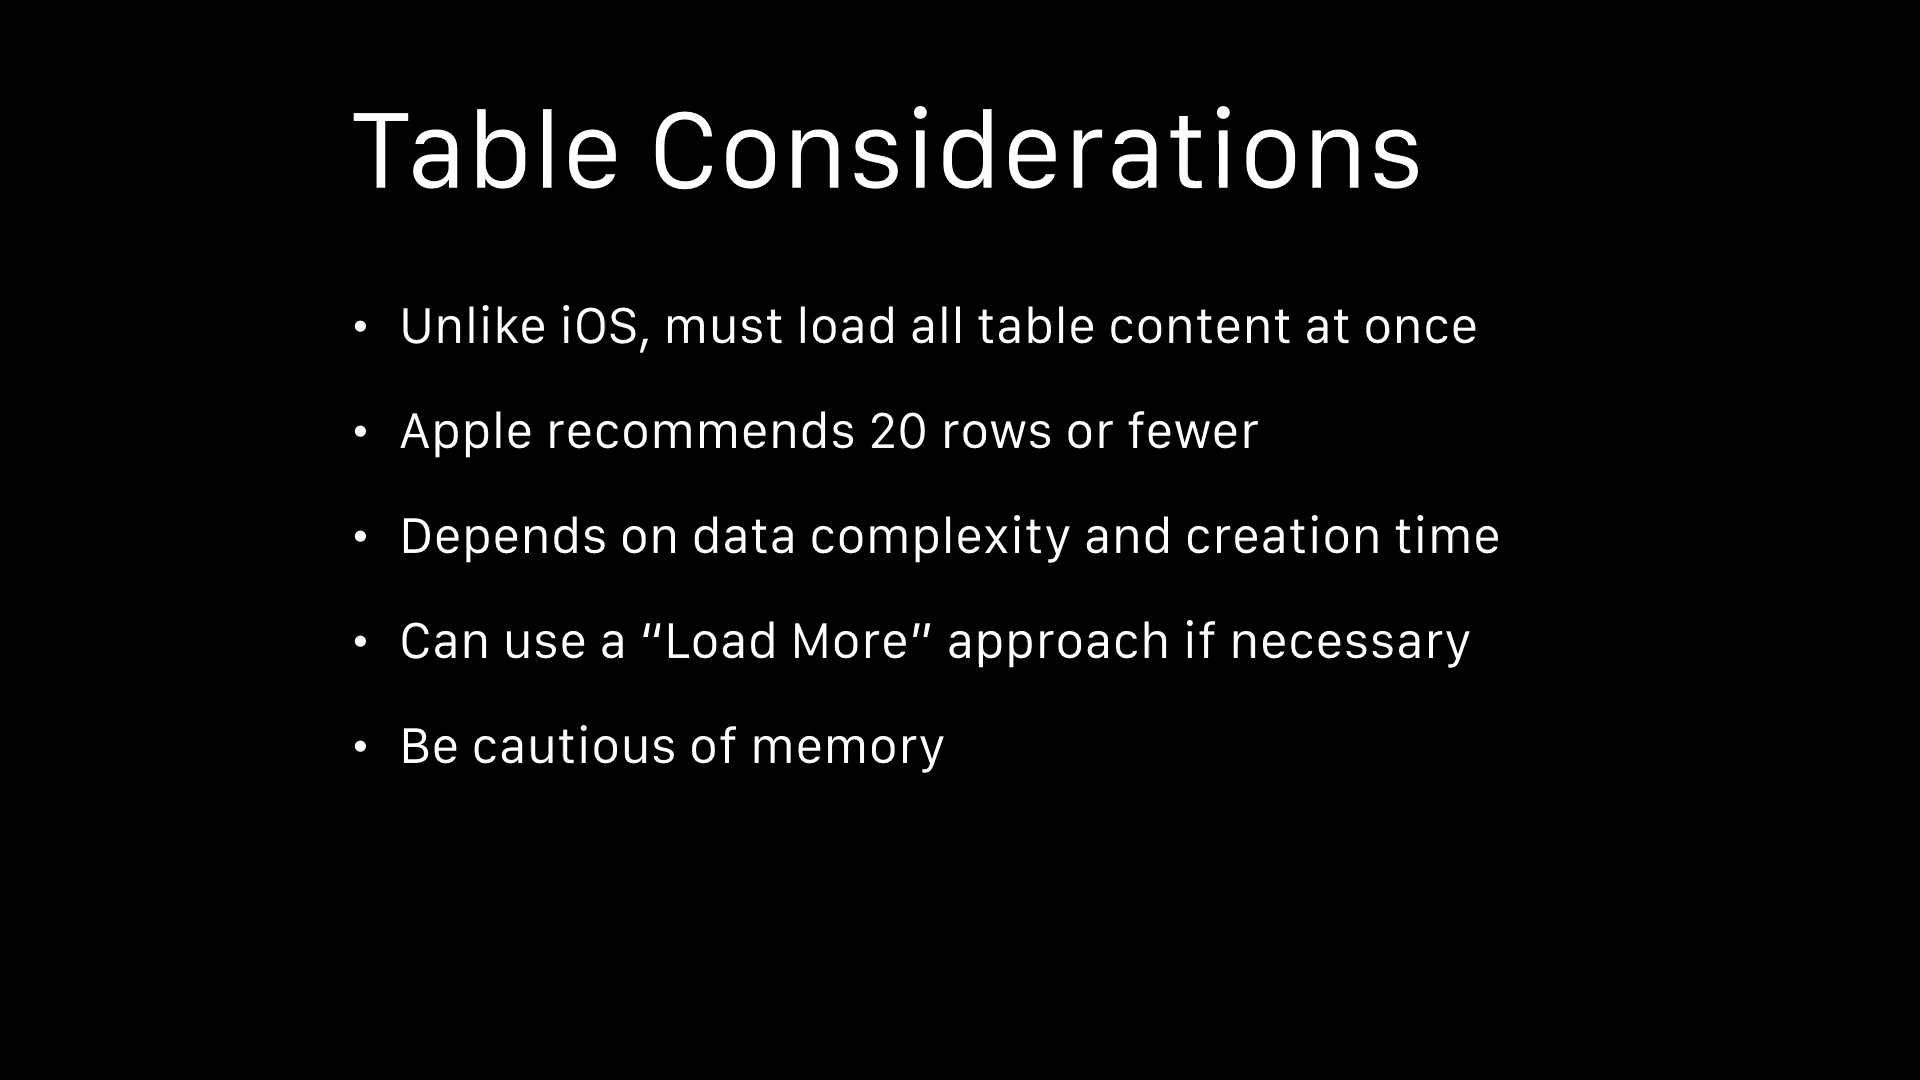 Table Considerations
• Unlike iOS, must load all table content at once
• Apple recommends 20 rows or fewer
• Depends on data complexity and creation time
• Can use a “Load More” approach if necessary
• Be cautious of memory